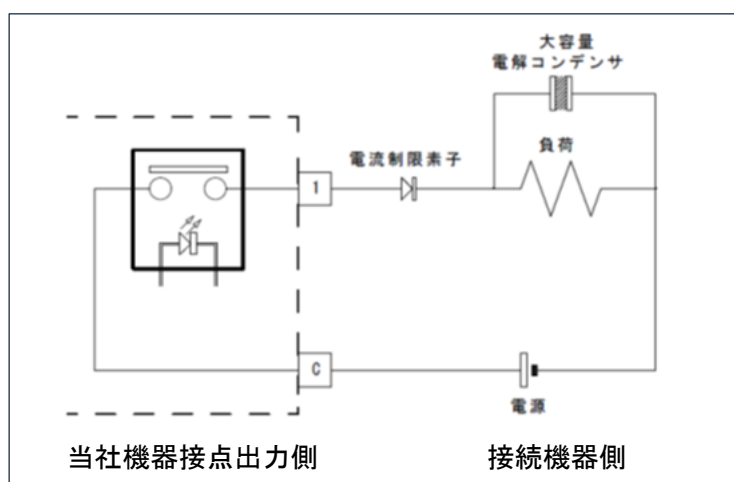 大容量
電解コンデンサ
電流制限素子
負荷
1
C
電源
当社機器接点出力側
接続機器側